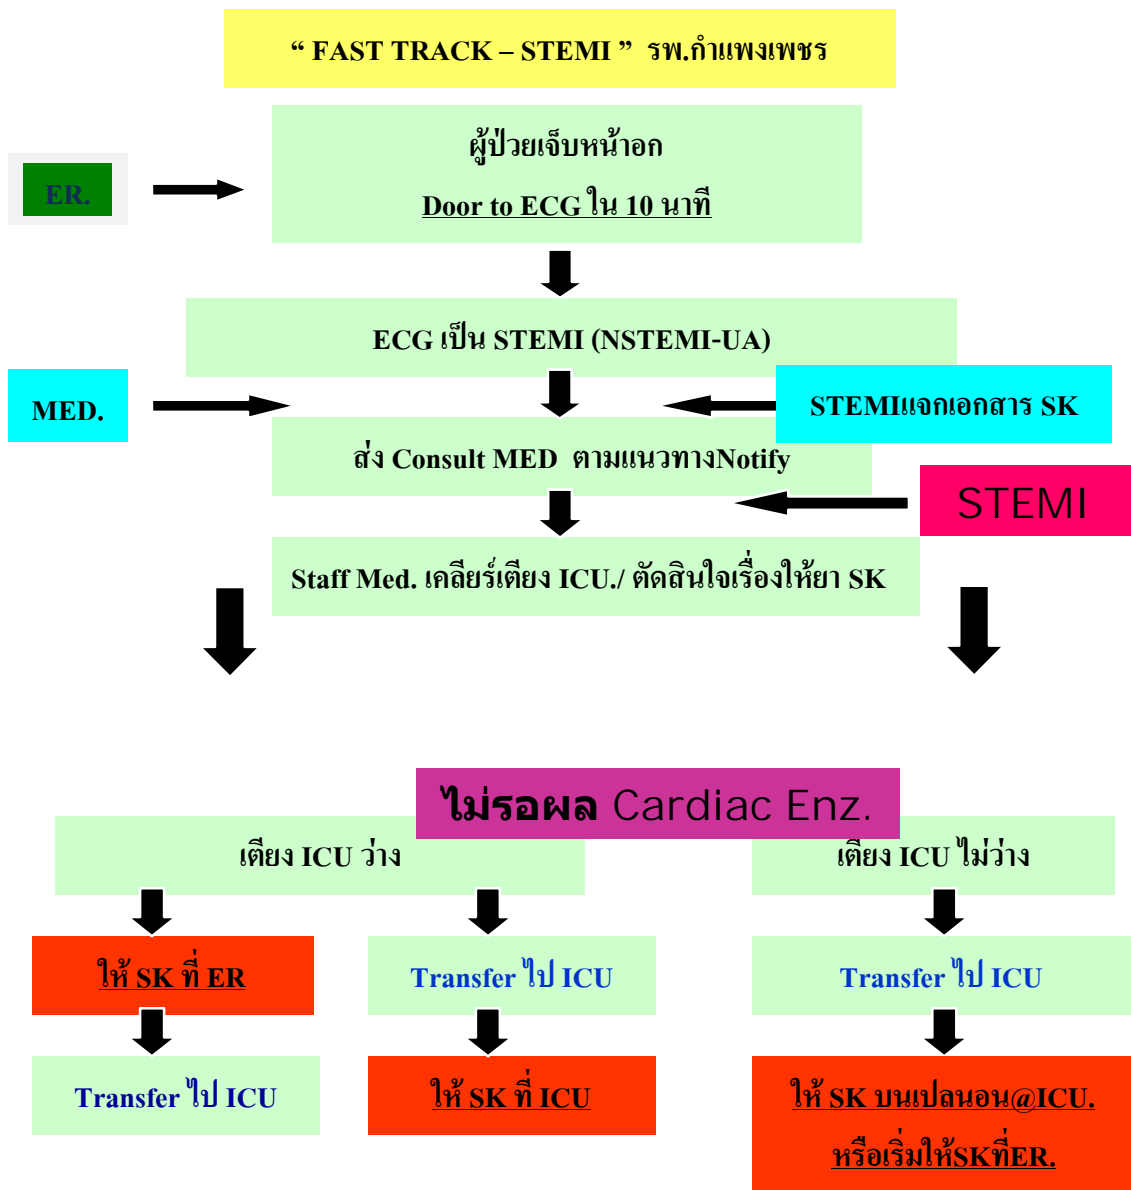 “ FAST TRACK – STEMI ” รพ.กำแพงเพชร
ผู้ป่วยเจ็บหน้าอก
ER.
Door to ECG ใน 10 นาที
ECG เป็น STEMI (NSTEMI-UA)
MED.
STEMIแจกเอกสาร SK
ส่ง Consult MED ตามแนวทางNotify
STEMI
Staff Med. เคลียร์เตียง ICU./ ตัดสินใจเรื่องให้ยา SK
ไม่รอผล Cardiac Enz.
เตียง ICU ว่าง
เตียง ICU ไม่ว่าง
ให้ SK ที่ ER
Transfer ไป ICU
Transfer ไป ICU
Transfer ไป ICU
ให้ SK ที่ ICU
ให้ SK บนเปลนอน@ICU.
หรือเริ่มให้SKที่ER.